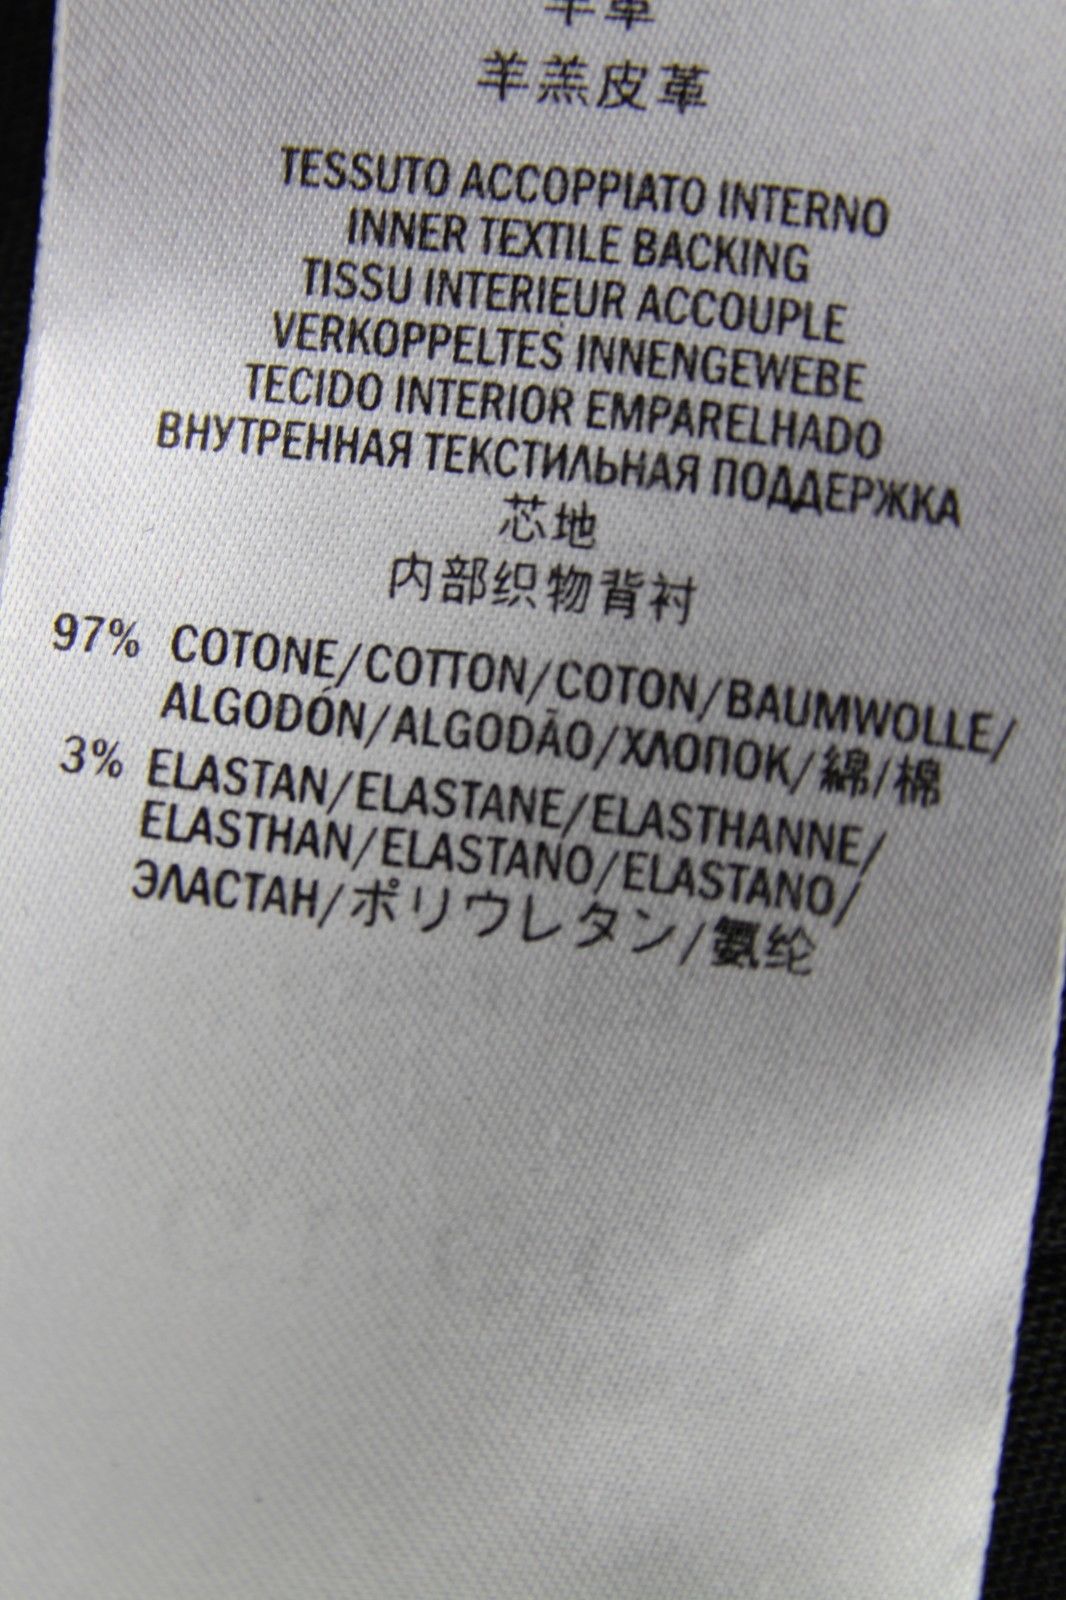 羊革
羊羔皮革
TESSUTO ACCOPPIATO INTERNO
INNER TEXTILE BACKING
TISSU INTERIEUR ACCOUPLE
VERKOPPELTES INNENGEWEBE
TECIDO INTERIOR EMPARELHADO
ВНУТРЕННАЯ ТЕКСТИЛЬНАЯ ПОДДЕРЖКА
芯地
内部织物背衬
97% COTONE/COTTON/COTON/BAUMWOLLE/
ALGODÓN/ALGODÃO/ХЛОПОК/綿/棉
3% ELASTAN/ELASTANE/ELASTHANNE/
ELASTHAN/ELASTANO/ELASTANO/
ЭЛАСТАН/ポリウレタン/氨纶